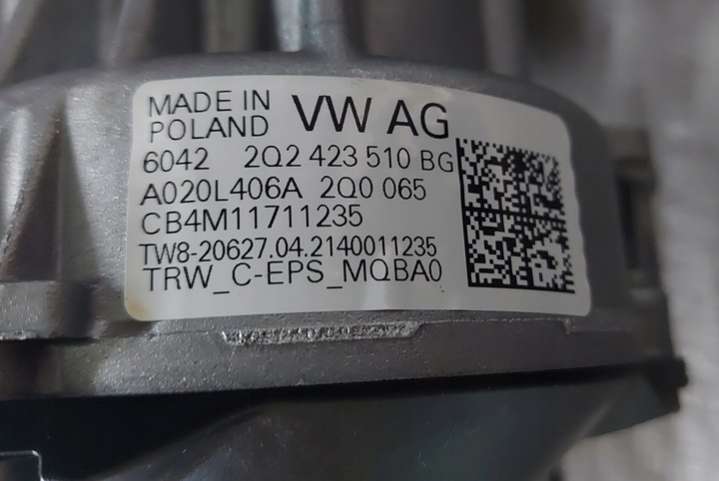 MADE IN VW AG
POLAND
6042 2Q2 423 510 BG
A020L406A 2Q0 065
CB4M11711235
TW8-20627.04.2140011235
TRW_C-EPS_MQBA0